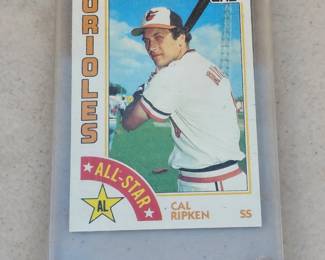 ORIOLES
ALL-STAR
AL
CAL
RIPKEN
SS